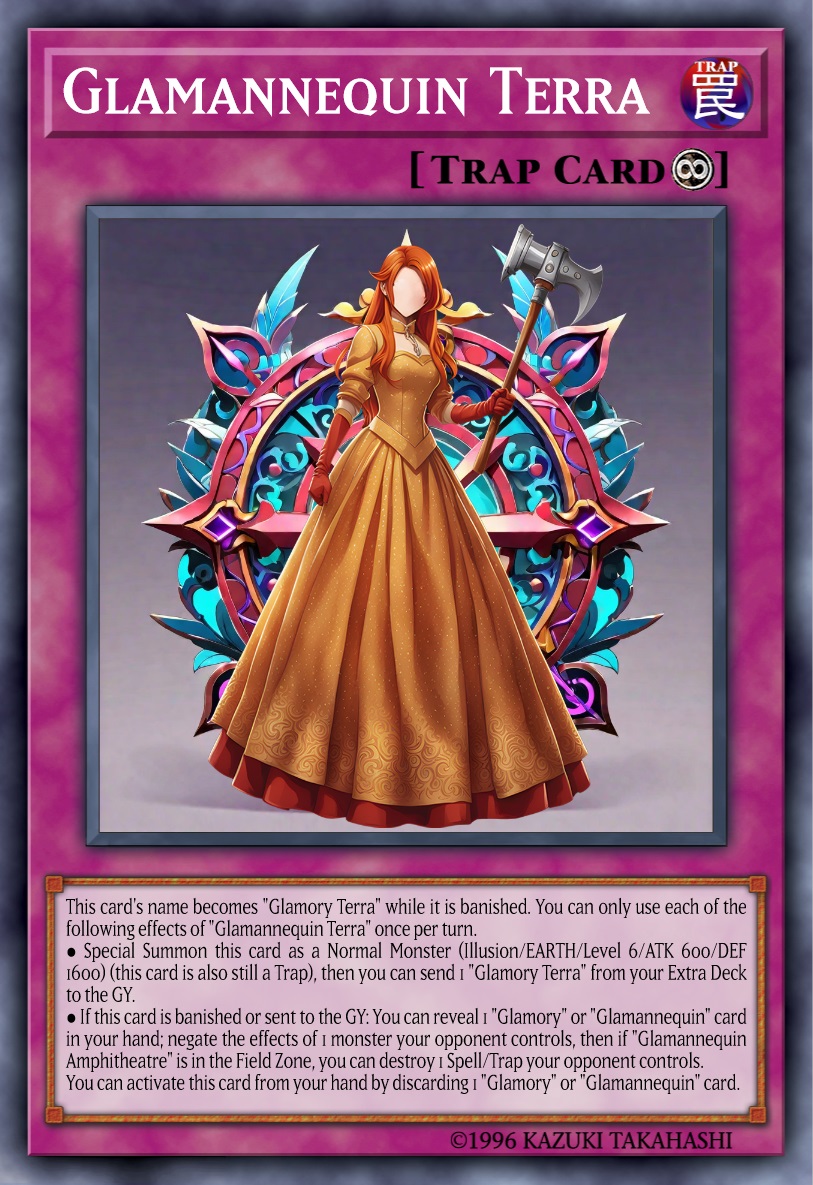 Glamannequin Terra
TRAP
罠
[Trap Card]
This card's name becomes "Glamory Terra" while it is banished. You can only use each of the
following effects of "Glamannequin Terra" once per turn.
● Special Summon this card as a Normal Monster (Illusion/EARTH/Level 6/ATK 600/DEF
1600) (this card is also still a Trap), then you can send 1 "Glamory Terra" from your Extra Deck
to the GY.
● If this card is banished or sent to the GY: You can reveal 1 "Glamory" or "Glamannequin" card
in your hand; negate the effects of 1 monster your opponent controls, then if "Glamannequin
Amphitheatre" is in the Field Zone, you can destroy 1 Spell/Trap your opponent controls.
You can activate this card from your hand by discarding 1 "Glamory" or "Glamannequin" card.
©1996 KAZUKI TAKAHASHI